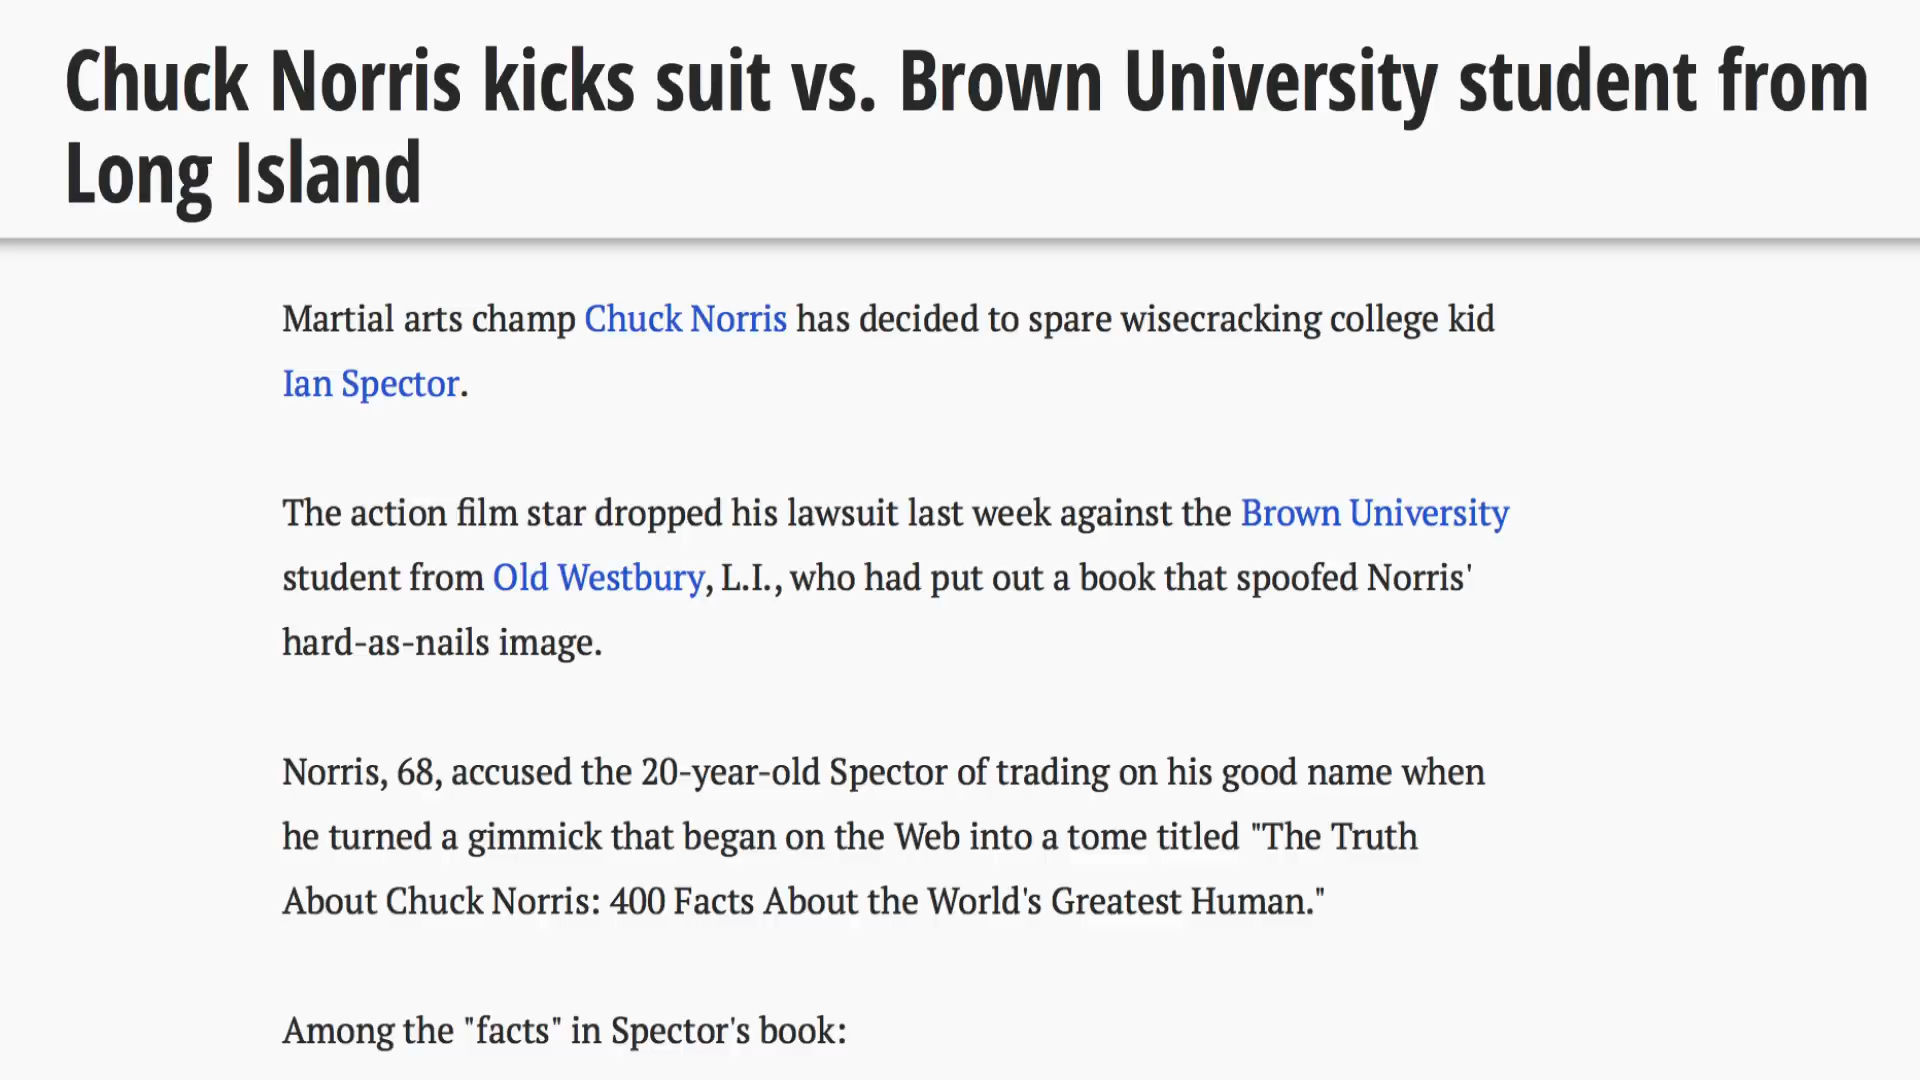 Chuck Norris kicks suit vs. Brown University student from
Long Island
Martial arts champ Chuck Norris has decided to spare wisecracking college kid
Ian Spector.
The action film star dropped his lawsuit last week against the Brown University
student from Old Westbury, L.I., who had put out a book that spoofed Norris'
hard-as-nails image.
Norris, 68, accused the 20-year-old Spector of trading on his good name when
he turned a gimmick that began on the Web into a tome titled "The Truth
About Chuck Norris: 400 Facts About the World's Greatest Human."
Among the "facts" in Spector's book: